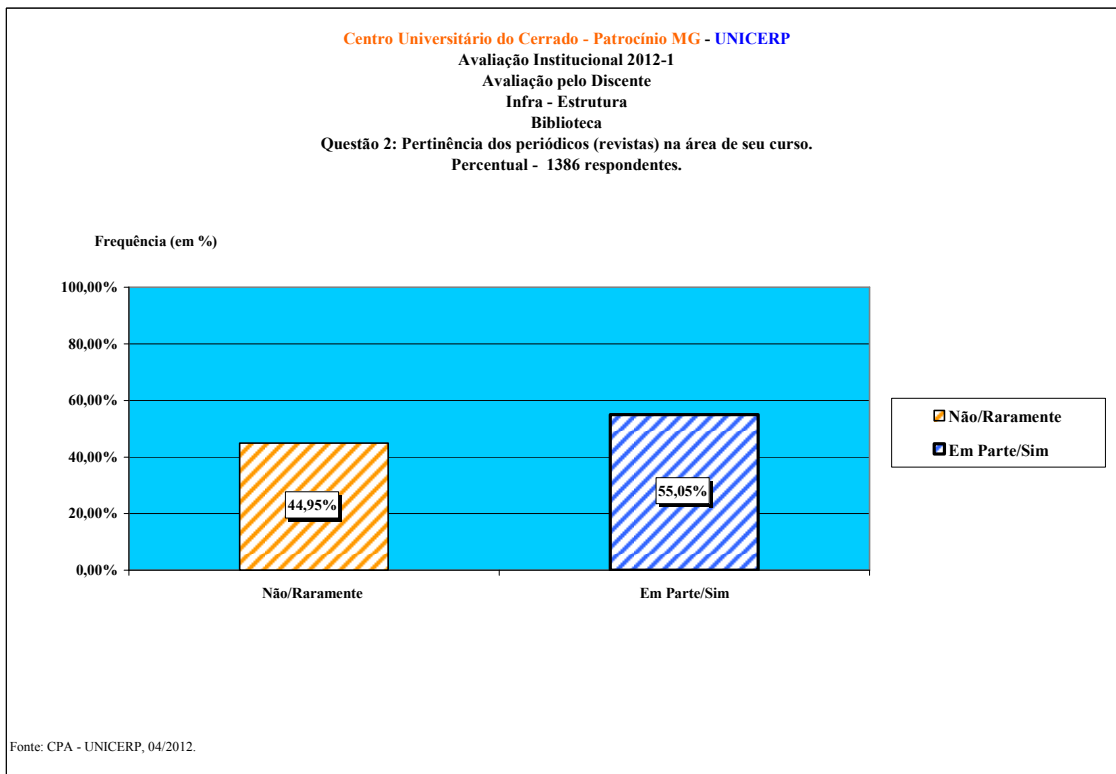 Centro Universitário do Cerrado - Patrocínio MG - UNICERP
Avaliação Institucional 2012-1
Avaliação pelo Discente
Infra - Estrutura
Biblioteca
Questão 2: Pertinência dos periódicos (revistas) na área de seu curso.
Percentual - 1386 respondentes.
Frequência (em %)
100,00%
80,00%
60,00%
40,00%
20,00%
0,00%
44,95%
55,05%
Não/Raramente
Em Parte/Sim
Não/Raramente
Em Parte/Sim
Fonte: CPA - UNICERP, 04/2012.